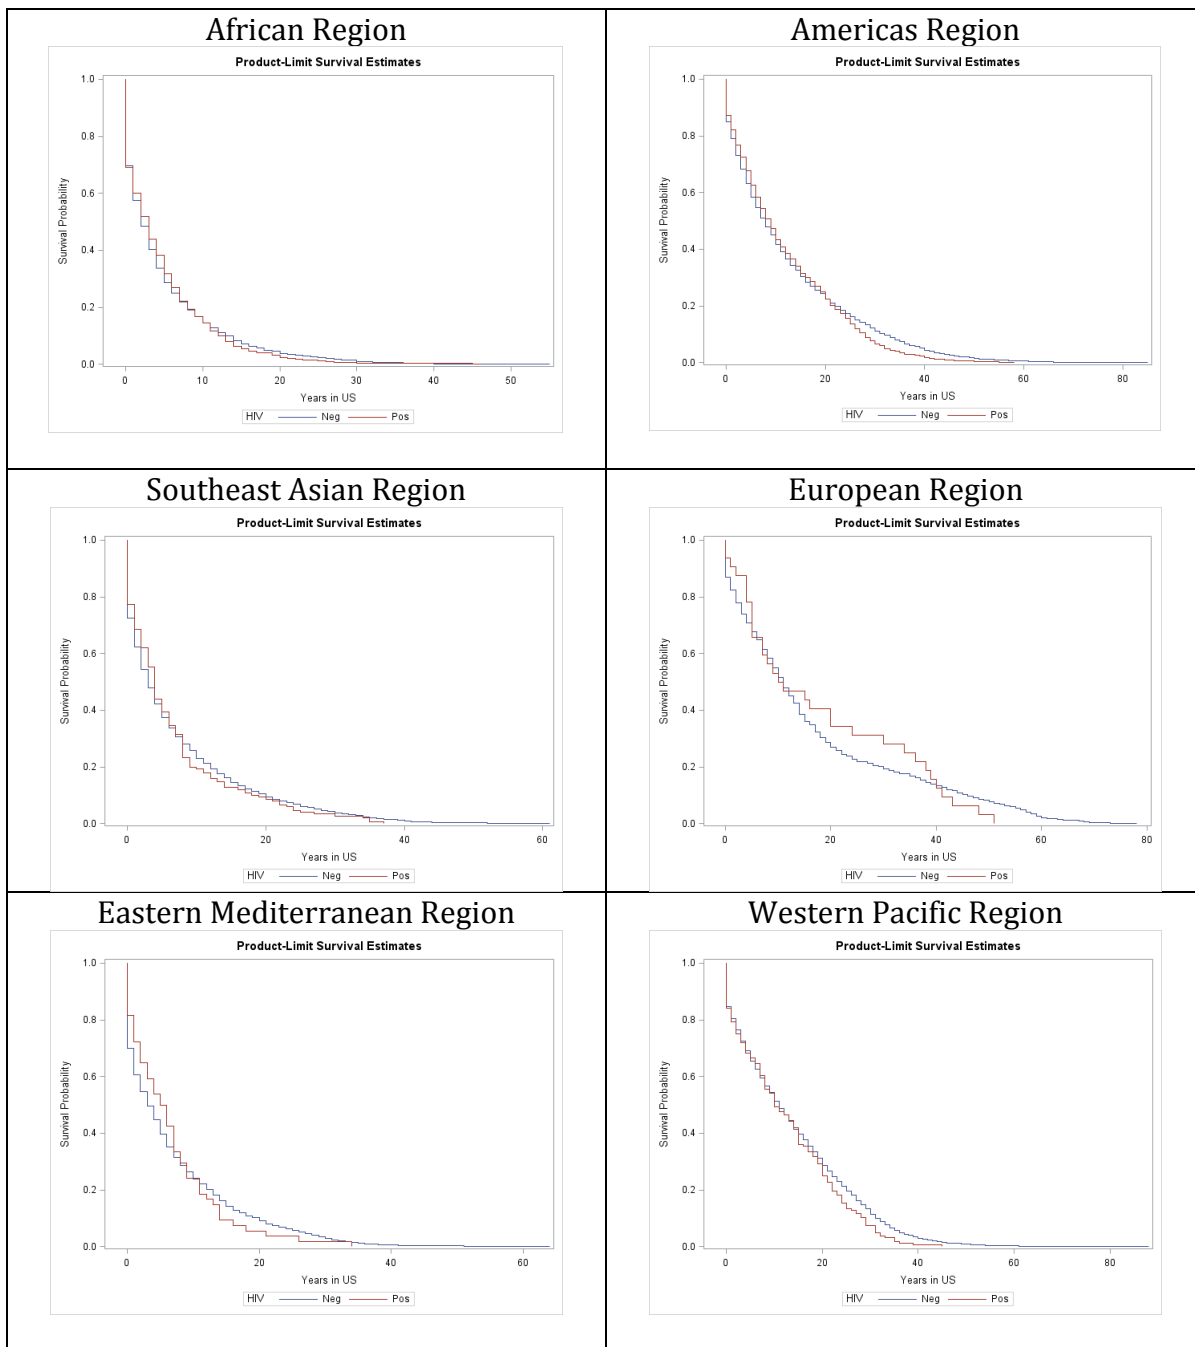 African Region
Product-Limit Survival Estimates
1.0
0.8
0.6
0.4
0.2
0.0
Survival Probability
0 10 20 30 40 50
Years in US
HIV Neg Pos
Americas Region
Product-Limit Survival Estimates
1.0
0.8
0.6
0.4
0.2
0.0
Survival Probability
0 20 40 60 80
Years in US
HIV Neg Pos
Southeast Asian Region
Product-Limit Survival Estimates
1.0
0.8
0.6
0.4
0.2
0.0
Survival Probability
0 20 40 60
Years in US
HIV Neg Pos
European Region
Product-Limit Survival Estimates
1.0
0.8
0.6
0.4
0.2
0.0
Survival Probability
0 20 40 60 80
Years in US
HIV Neg Pos
Eastern Mediterranean Region
Product-Limit Survival Estimates
1.0
0.8
0.6
0.4
0.2
0.0
Survival Probability
0 20 40 60
Years in US
HIV Neg Pos
Western Pacific Region
Product-Limit Survival Estimates
1.0
0.8
0.6
0.4
0.2
0.0
Survival Probability
0 20 40 60 80
Years in US
HIV Neg Pos